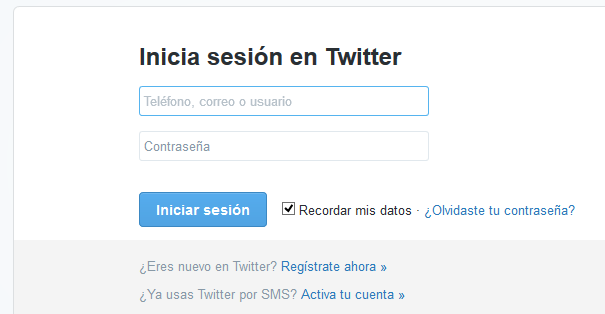 Inicia sesión en Twitter
Teléfono, correo o usuario
Contraseña
Iniciar sesión Recordar mis datos · ¿Olvidaste tu contraseña?
¿Eres nuevo en Twitter? Regístrate ahora »
¿Ya usas Twitter por SMS? Activa tu cuenta »